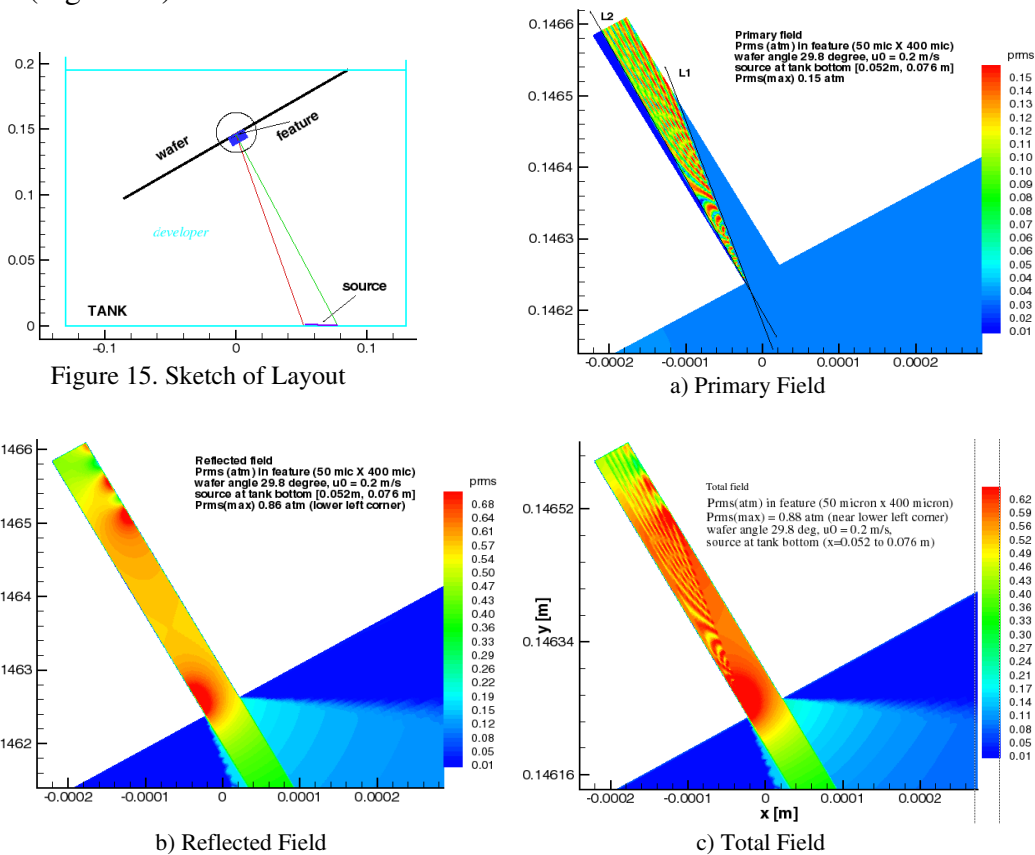 0.2
0.15
0.1
0.05
0
-0.1
0
0.1
wafer
feature
developer
source
TANK
Figure 15. Sketch of Layout
L2
L1
Primary field
Prms (atm) in feature (50 mic X 400 mic)
wafer angle 29.8 degree, u0 = 0.2 m/s
source at tank bottom [0.052m, 0.076 m]
Prms(max) 0.15 atm
0.1466
0.1465
0.1464
0.1463
0.1462
-0.0002
-0.0001
0
0.0001
0.0002
prms
0.15
0.14
0.13
0.12
0.11
0.10
0.09
0.08
0.07
0.06
0.05
0.04
0.03
0.02
0.01
a) Primary Field
1466
1465
1464
1463
1462
-0.0002
-0.0001
0
0.0001
0.0002
Reflected field
Prms (atm) in feature (50 mic X 400 mic)
wafer angle 29.8 degree, u0 = 0.2 m/s
source at tank bottom [0.052m, 0.076 m]
Prms(max) 0.86 atm (lower left corner)
prms
0.68
0.64
0.61
0.57
0.54
0.50
0.47
0.43
0.40
0.36
0.33
0.29
0.26
0.22
0.19
0.15
0.12
0.08
0.05
0.01
b) Reflected Field
0.14652
0.14634
0.14616
y [m]
-0.0002
-0.0001
0
0.0001
0.0002
x [m]
Total field
Prms(atm) in feature (50 micron x 400 micron)
Prms(max) = 0.88 atm (near lower left corner)
wafer angle 29.8 deg, u0 = 0.2 m/s,
source at tank bottom (x=0.052 to 0.076 m)
prms
0.62
0.59
0.56
0.52
0.49
0.46
0.43
0.40
0.36
0.33
0.30
0.27
0.24
0.21
0.17
0.14
0.11
0.08
0.05
0.01
c) Total Field